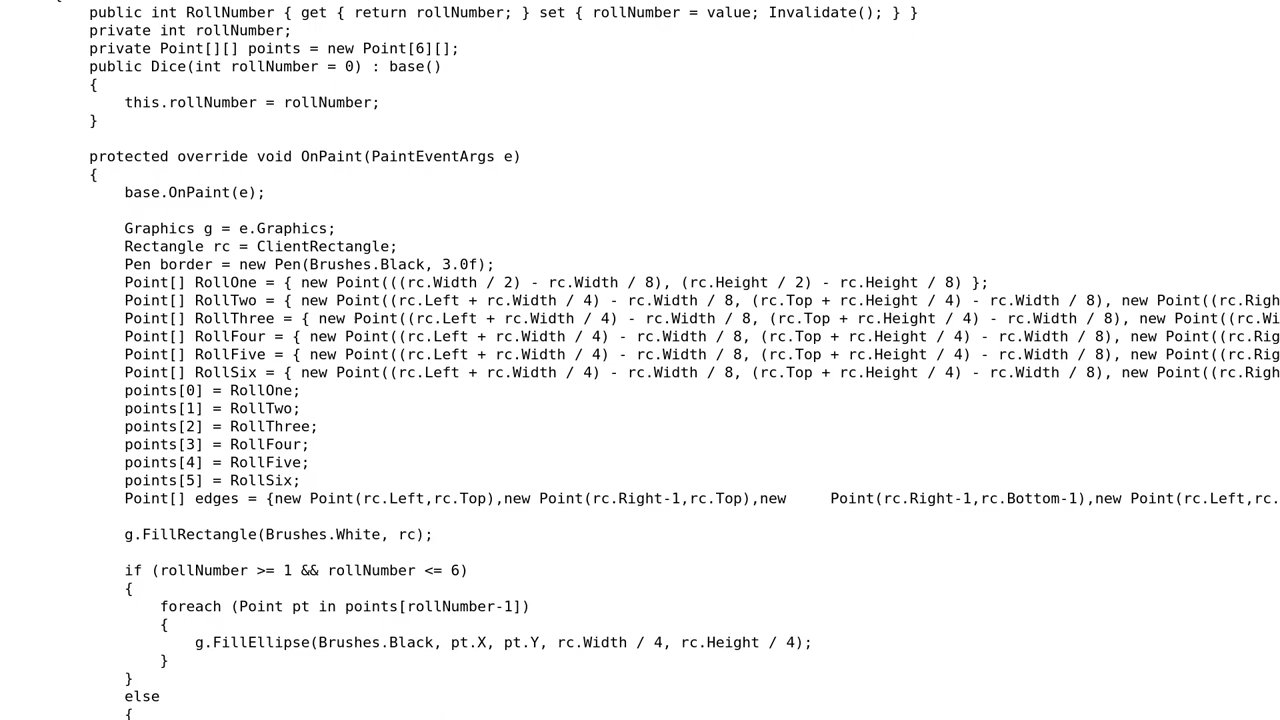 {
public int RollNumber { get { return rollNumber; } set { rollNumber = value; Invalidate(); } }
private int rollNumber;
private Point[][] points = new Point[6][];
public Dice(int rollNumber = 0) : base()
{
this.rollNumber = rollNumber;
}
protected override void OnPaint(PaintEventArgs e)
{
base.OnPaint(e);
Graphics g = e.Graphics;
Rectangle rc = ClientRectangle;
Pen border = new Pen(Brushes.Black, 3.0f);
Point[] RollOne = { new Point(((rc.Width / 2) - rc.Width / 8), (rc.Height / 2) - rc.Height / 8) };
Point[] RollTwo = { new Point((rc.Left + rc.Width / 4) - rc.Width / 8, (rc.Top + rc.Height / 4) - rc.Width / 8), new Point((rc.Righ
Point[] RollThree = { new Point((rc.Left + rc.Width / 4) - rc.Width / 8, (rc.Top + rc.Height / 4) - rc.Width / 8), new Point((rc.Wi
Point[] RollFour = { new Point((rc.Left + rc.Width / 4) - rc.Width / 8, (rc.Top + rc.Height / 4) - rc.Width / 8), new Point((rc.Rig
Point[] RollFive = { new Point((rc.Left + rc.Width / 4) - rc.Width / 8, (rc.Top + rc.Height / 4) - rc.Width / 8), new Point((rc.Rig
Point[] RollSix = { new Point((rc.Left + rc.Width / 4) - rc.Width / 8, (rc.Top + rc.Height / 4) - rc.Width / 8), new Point((rc.Righ
points[0] = RollOne;
points[1] = RollTwo;
points[2] = RollThree;
points[3] = RollFour;
points[4] = RollFive;
points[5] = RollSix;
Point[] edges = {new Point(rc.Left,rc.Top),new Point(rc.Right-1,rc.Top),new     Point(rc.Right-1,rc.Bottom-1),new Point(rc.Left,rc.
g.FillRectangle(Brushes.White, rc);
if (rollNumber >= 1 && rollNumber <= 6)
{
foreach (Point pt in points[rollNumber-1])
{
g.FillEllipse(Brushes.Black, pt.X, pt.Y, rc.Width / 4, rc.Height / 4);
}
}
else
{